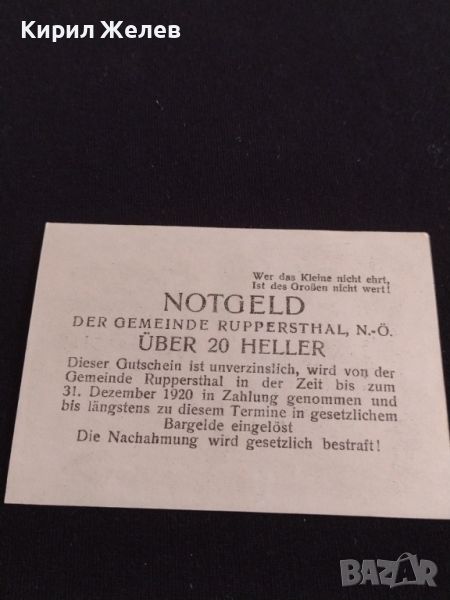 Кирил Желев
Wer das Kleine nicht ehrt,
Ist des Großen nicht wert!
NOTGELD
DER GEMEINDE RUPPERSTHAL, N.-Ö.
ÜBER 20 HELLER
Dieser Gutschein ist unverzinslich, wird von der
Gemeinde Ruppersthal in der Zeit bis zum
31. Dezember 1920 in Zahlung genommen und
bis längstens zu diesem Termine in gesetzlichem
Bargelde eingelöst
Die Nachahmung wird gesetzlich bestraft!
BAZAR